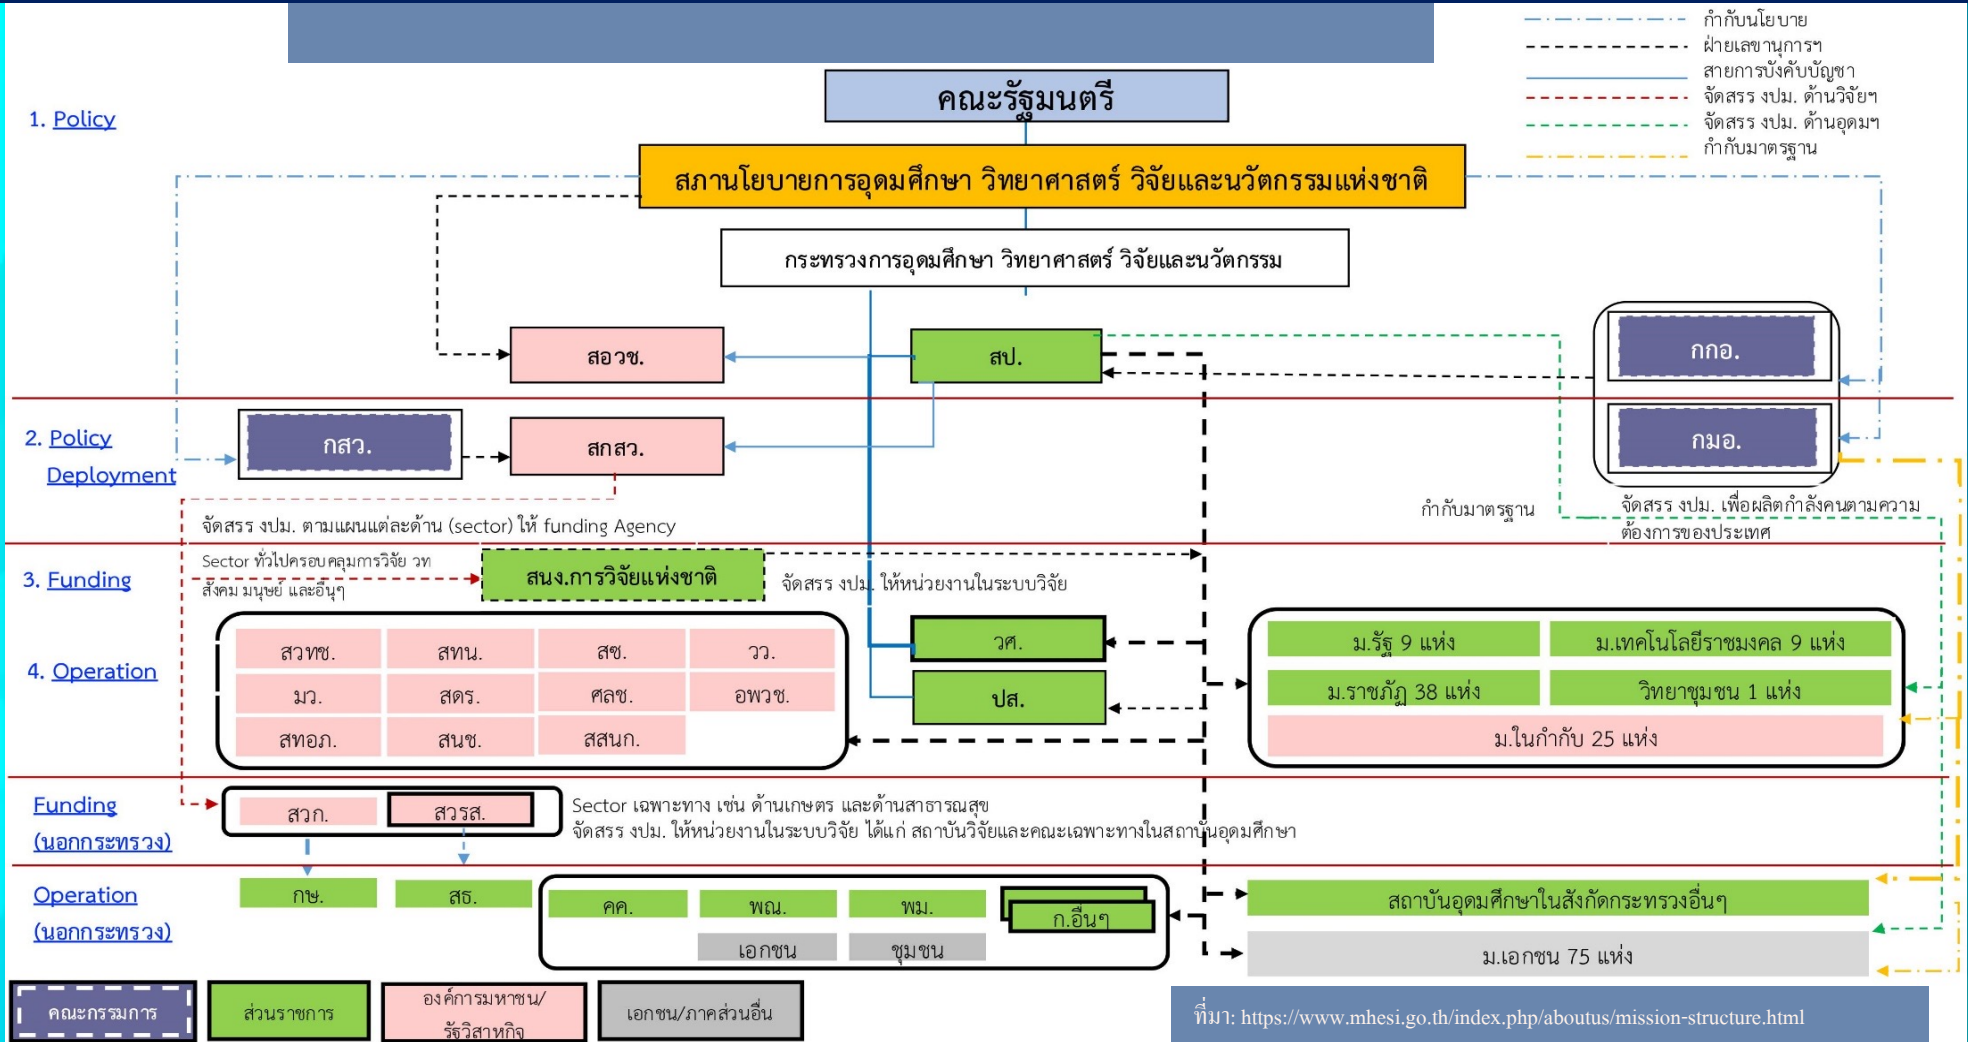 กำกับนโยบาย
ฝ่ายเลขานุการฯ
สายการบังคับบัญชา
จัดสรร งปม. ด้านวิจัยฯ
จัดสรร งปม. ด้านอุดมฯ
กำกับมาตรฐาน
คณะรัฐมนตรี
1. Policy
สภานโยบายการอุดมศึกษา วิทยาศาสตร์ วิจัยและนวัตกรรมแห่งชาติ
กระทรวงการอุดมศึกษา วิทยาศาสตร์ วิจัยและนวัตกรรม
สอวช.
สป.
กกอ.
2. Policy
Deployment
กสว.
สกสว.
กมอ.
กำกับมาตรฐาน
จัดสรร งปม. เพื่อผลิตกำลังคนตามความ
ต้องการของประเทศ
จัดสรร งปม. ตามแผนแต่ละด้าน (sector) ให้ funding Agency
3. Funding
Sector ทั่วไปครอบคลุมการวิจัย วท
สังคม มนุษย์ และอื่นๆ
สนง.การวิจัยแห่งชาติ
จัดสรร งปม. ให้หน่วยงานในระบบวิจัย
4. Operation
สวทช.
สทน.
สซ.
วว.
มว.
สดร.
ศลช.
อพวช.
สทอภ.
สนช.
สสนก.
วศ.
ปส.
ม.รัฐ 9 แห่ง
ม.เทคโนโลยีราชมงคล 9 แห่ง
ม.ราชภัฏ 38 แห่ง
วิทยาชุมชน 1 แห่ง
ม.ในกำกับ 25 แห่ง
Funding
(นอกกระทรวง)
สวก.
สวรส.
Sector เฉพาะทาง เช่น ด้านเกษตร และด้านสาธารณสุข
จัดสรร งปม. ให้หน่วยงานในระบบวิจัย ได้แก่ สถาบันวิจัยและคณะเฉพาะทางในสถาบันอุดมศึกษา
Operation
(นอกกระทรวง)
กษ.
สธ.
คค.
พณ.
พม.
ก.อื่นๆ
เอกชน
ชุมชน
สถาบันอุดมศึกษาในสังกัดกระทรวงอื่นๆ
ม.เอกชน 75 แห่ง
คณะกรรมการ
ส่วนราชการ
องค์การมหาชน/
รัฐวิสาหกิจ
เอกชน/ภาคส่วนอื่น
ที่มา: https://www.mhesi.go.th/index.php/aboutus/mission-structure.html